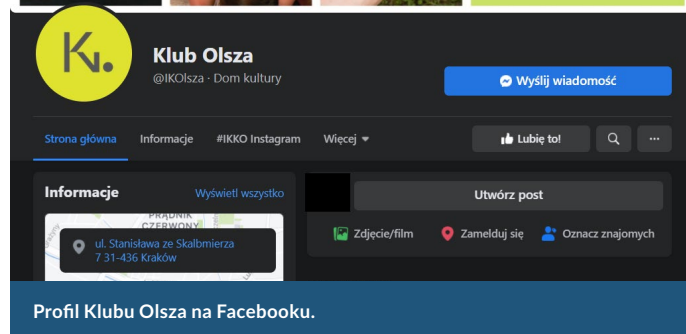 K.
Klub Olsza
@IKOlsza · Dom kultury
Wyślij wiadomość
Strona główna Informacje #IKKO Instagram Więcej
Lubię to!
Informacje Wyświetl wszystko
Utwórz post
PRĄDNIK
CZERWONY
ul. Stanisława ze Skalbmierza
7 31-436 Kraków
Zdjęcie/film Zamelduj się Oznacz znajomych
Profil Klubu Olsza na Facebooku.